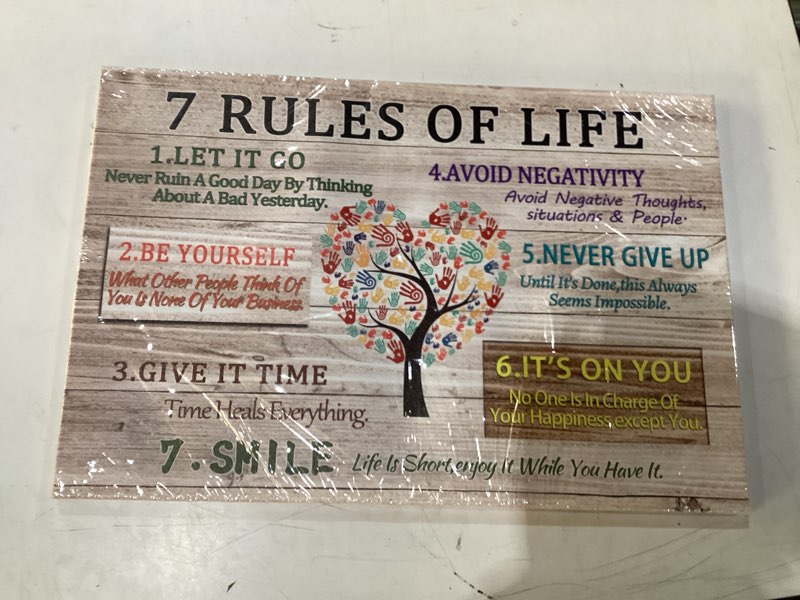 7 RULES OF LIFE
1.LET IT GO
Never Ruin A Good Day By Thinking
About A Bad Yesterday.
2.BE YOURSELF
What Other People Think Of
You Is None Of Your Business.
3.GIVE IT TIME
Time Heals Everything.
4.AVOID NEGATIVITY
Avoid Negative Thoughts,
situations & People.
5.NEVER GIVE UP
Until It's Done,this Always
Seems Impossible.
6.IT'S ON YOU
No One Is In Charge Of
Your Happiness,except You.
7.SMILE
Life Is Short,enjoy It While You Have It.